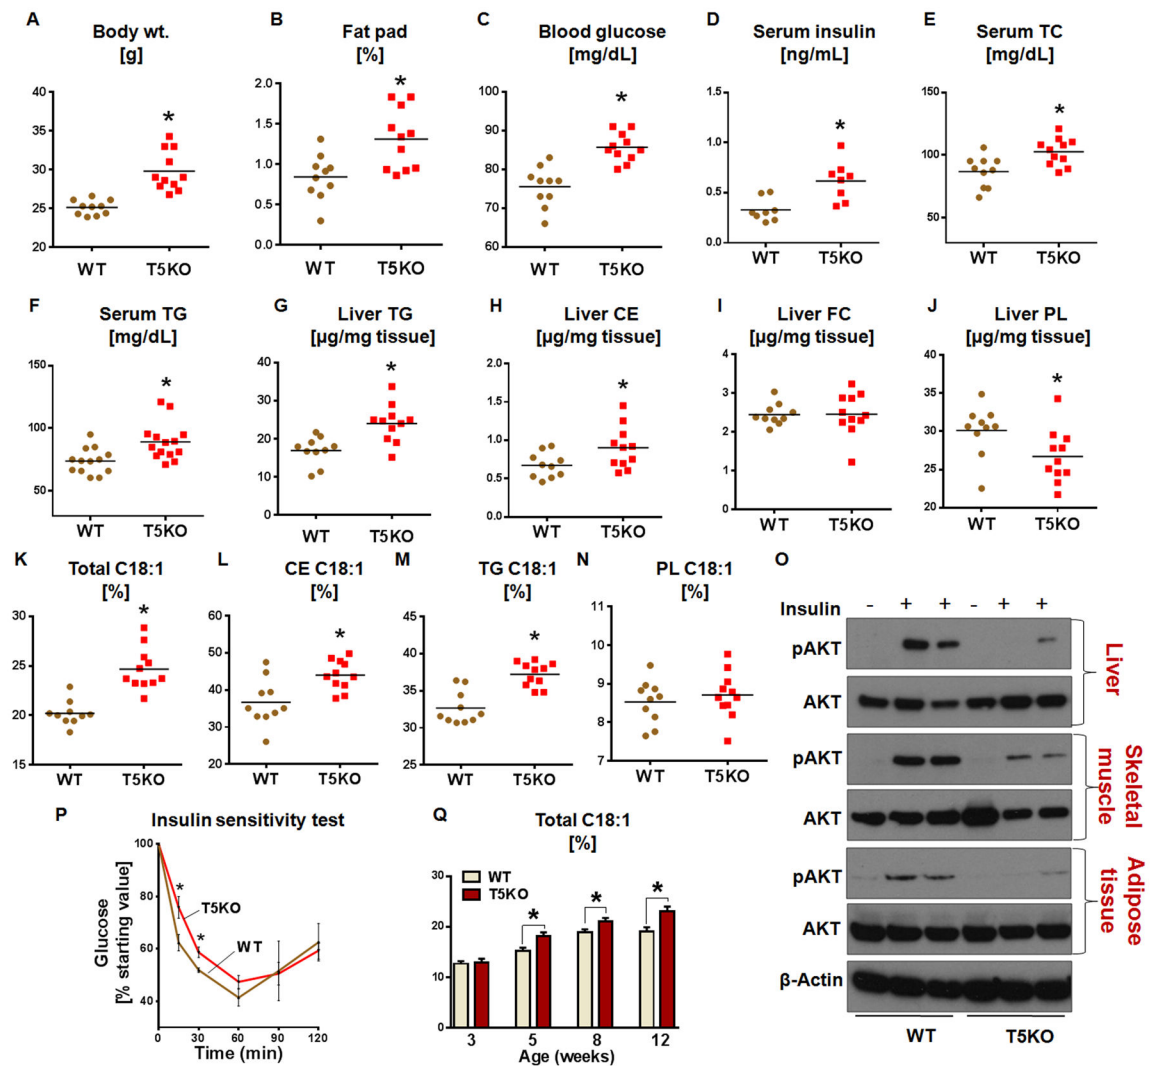 A
Body wt.
[g]
*
40
35
30
25
20
WT T5KO
B
Fat pad
[%]
*
2.0
1.5
1.0
0.5
0.0
WT T5KO
C
Blood glucose
[mg/dL]
*
100
90
80
70
60
WT T5KO
D
Serum insulin
[ng/mL]
*
1.5
1.0
0.5
0.0
WT T5KO
E
Serum TC
[mg/dL]
*
150
100
50
WT T5KO
F
Serum TG
[mg/dL]
*
150
100
50
WT T5KO
G
Liver TG
[µg/mg tissue]
*
40
30
20
10
0
WT T5KO
H
Liver CE
[µg/mg tissue]
*
2.0
1.5
1.0
0.5
0.0
WT T5KO
I
Liver FC
[µg/mg tissue]
4
3
2
1
0
WT T5KO
J
Liver PL
[µg/mg tissue]
*
40
35
30
25
20
WT T5KO
K
Total C18:1
[%]
*
30
25
20
15
WT T5KO
L
CE C18:1
[%]
*
60
50
40
30
20
WT T5KO
M
TG C18:1
[%]
*
45
40
35
30
25
WT T5KO
N
PL C18:1
[%]
11
10
9
8
7
WT T5KO
O
Insulin - + + - + +
pAKT
AKT
Liver
pAKT
AKT
Skeletal
muscle
pAKT
AKT
Adipose
tissue
β-Actin
WT T5KO
P
Insulin sensitivity test
Glucose
[% starting value]
100
80
60
40
*
*
T5KO
WT
0 30 60 90 120
Time (min)
Q
Total C18:1
[%]
WT
T5KO
30
20
10
0
* * *
3 5 8 12
Age (weeks)